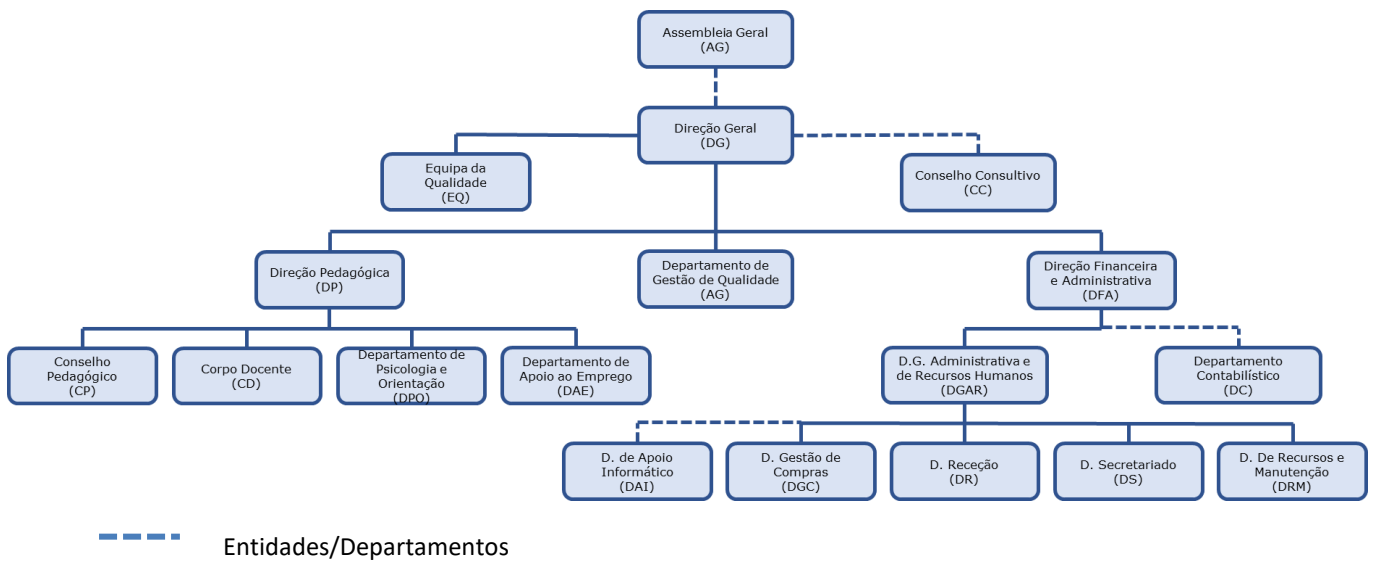 Assembleia Geral
(AG)
Direção Geral
(DG)
Equipa da
Qualidade
(EQ)
Conselho Consultivo
(CC)
Direção Pedagógica
(DP)
Departamento de
Gestão de Qualidade
(AG)
Direção Financeira
e Administrativa
(DFA)
Conselho
Pedagógico
(CP)
Corpo Docente
(CD)
Departamento de
Psicologia e
Orientação
(DPO)
Departamento de
Apoio ao Emprego
(DAE)
D.G. Administrativa e
de Recursos Humanos
(DGAR)
Departamento
Contabilístico
(DC)
D. de Apoio
Informático
(DAI)
D. Gestão de
Compras
(DGC)
D. Receção
(DR)
D. Secretariado
(DS)
D. De Recursos e
Manutenção
(DRM)
Entidades/Departamentos